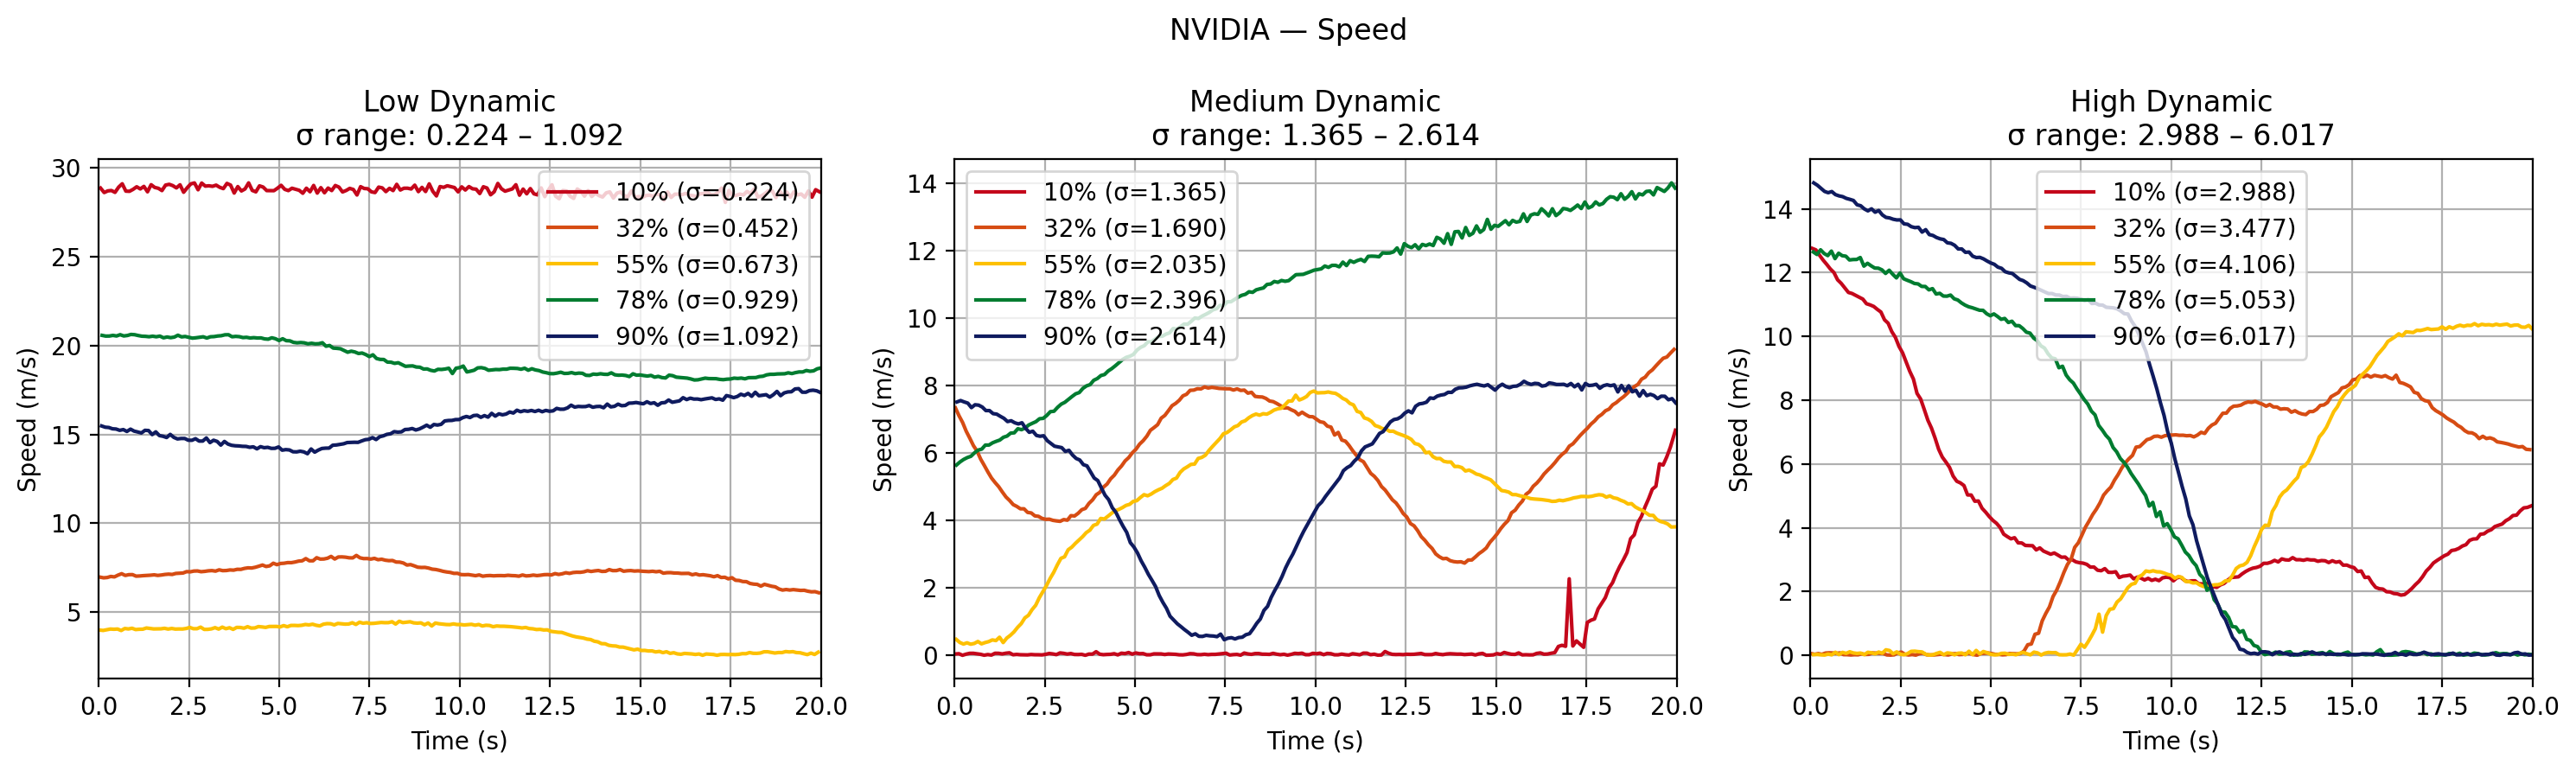 NVIDIA — Speed
Low Dynamic
σ range: 0.224 – 1.092
30
25
20
15
10
5
Speed (m/s)
10% (σ=0.224)
32% (σ=0.452)
55% (σ=0.673)
78% (σ=0.929)
90% (σ=1.092)
0.0 2.5 5.0 7.5 10.0 12.5 15.0 17.5 20.0
Time (s)
Medium Dynamic
σ range: 1.365 – 2.614
14
12
10
8
6
4
2
0
Speed (m/s)
10% (σ=1.365)
32% (σ=1.690)
55% (σ=2.035)
78% (σ=2.396)
90% (σ=2.614)
0.0 2.5 5.0 7.5 10.0 12.5 15.0 17.5 20.0
Time (s)
High Dynamic
σ range: 2.988 – 6.017
14
12
10
8
6
4
2
0
Speed (m/s)
10% (σ=2.988)
32% (σ=3.477)
55% (σ=4.106)
78% (σ=5.053)
90% (σ=6.017)
0.0 2.5 5.0 7.5 10.0 12.5 15.0 17.5 20.0
Time (s)